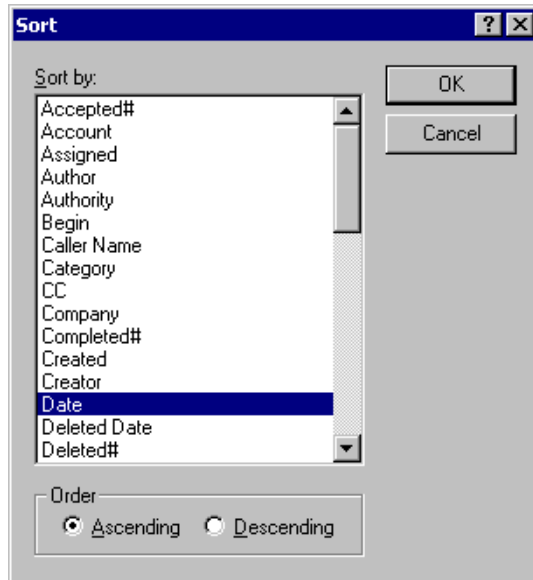 Sort
Sort by:
OK
Cancel
Accepted#
Account
Assigned
Author
Authority
Begin
Caller Name
Category
CC
Company
Completed#
Created
Creator
Date
Deleted Date
Deleted#
Order
Ascending Descending